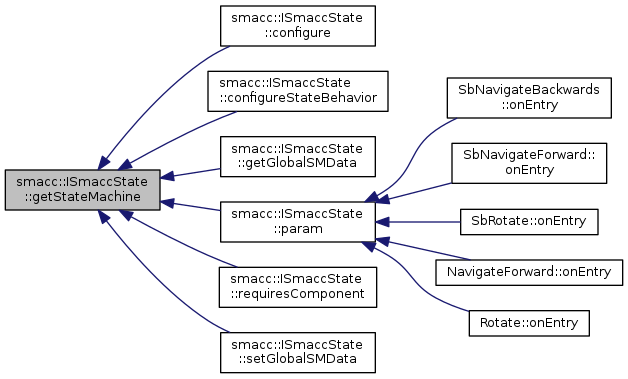 smacc::ISmaccState
::configure
smacc::ISmaccState
::configureStateBehavior
smacc::ISmaccState
::getGlobalSMData
smacc::ISmaccState
::getStateMachine
smacc::ISmaccState
::param
smacc::ISmaccState
::requiresComponent
smacc::ISmaccState
::setGlobalSMData
SbNavigateBackwards
::onEntry
SbNavigateForward::
onEntry
SbRotate::onEntry
NavigateForward::onEntry
Rotate::onEntry